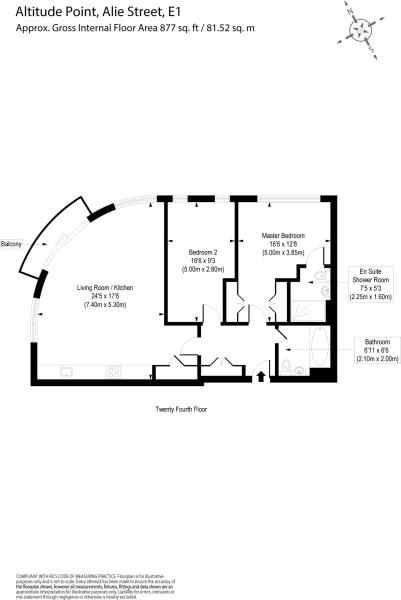 Altitude Point, Alie Street, E1
Approx. Gross Internal Floor Area 877 sq. ft / 81.52 sq. m
N
S
Balcony
Living Room / Kitchen
24'5 x 17'6
(7.40m x 5.30m)
Bedroom 2
16'6 x 9'3
(5.00m x 2.80m)
Master Bedroom
16'6 x 12'8
(5.00m x 3.85m)
En Suite
Shower Room
7'5 x 5'3
(2.25m x 1.60m)
Bathroom
6'11 x 6'6
(2.10m x 2.00m)
Twenty Fourth Floor
COMPLIANT WITH RICS CODE OF MEASURING PRACTICE. Floorplan is for illustrative
purposes only and is not to scale. Every attempt has been made to ensure the accuracy of
the floorplan shown, however all measurements, fixtures, fittings and data shown are an
approximate interpretation for illustrative purposes only. Liability for errors, omissions or
mis-statement through negligence or otherwise is hereby excluded.